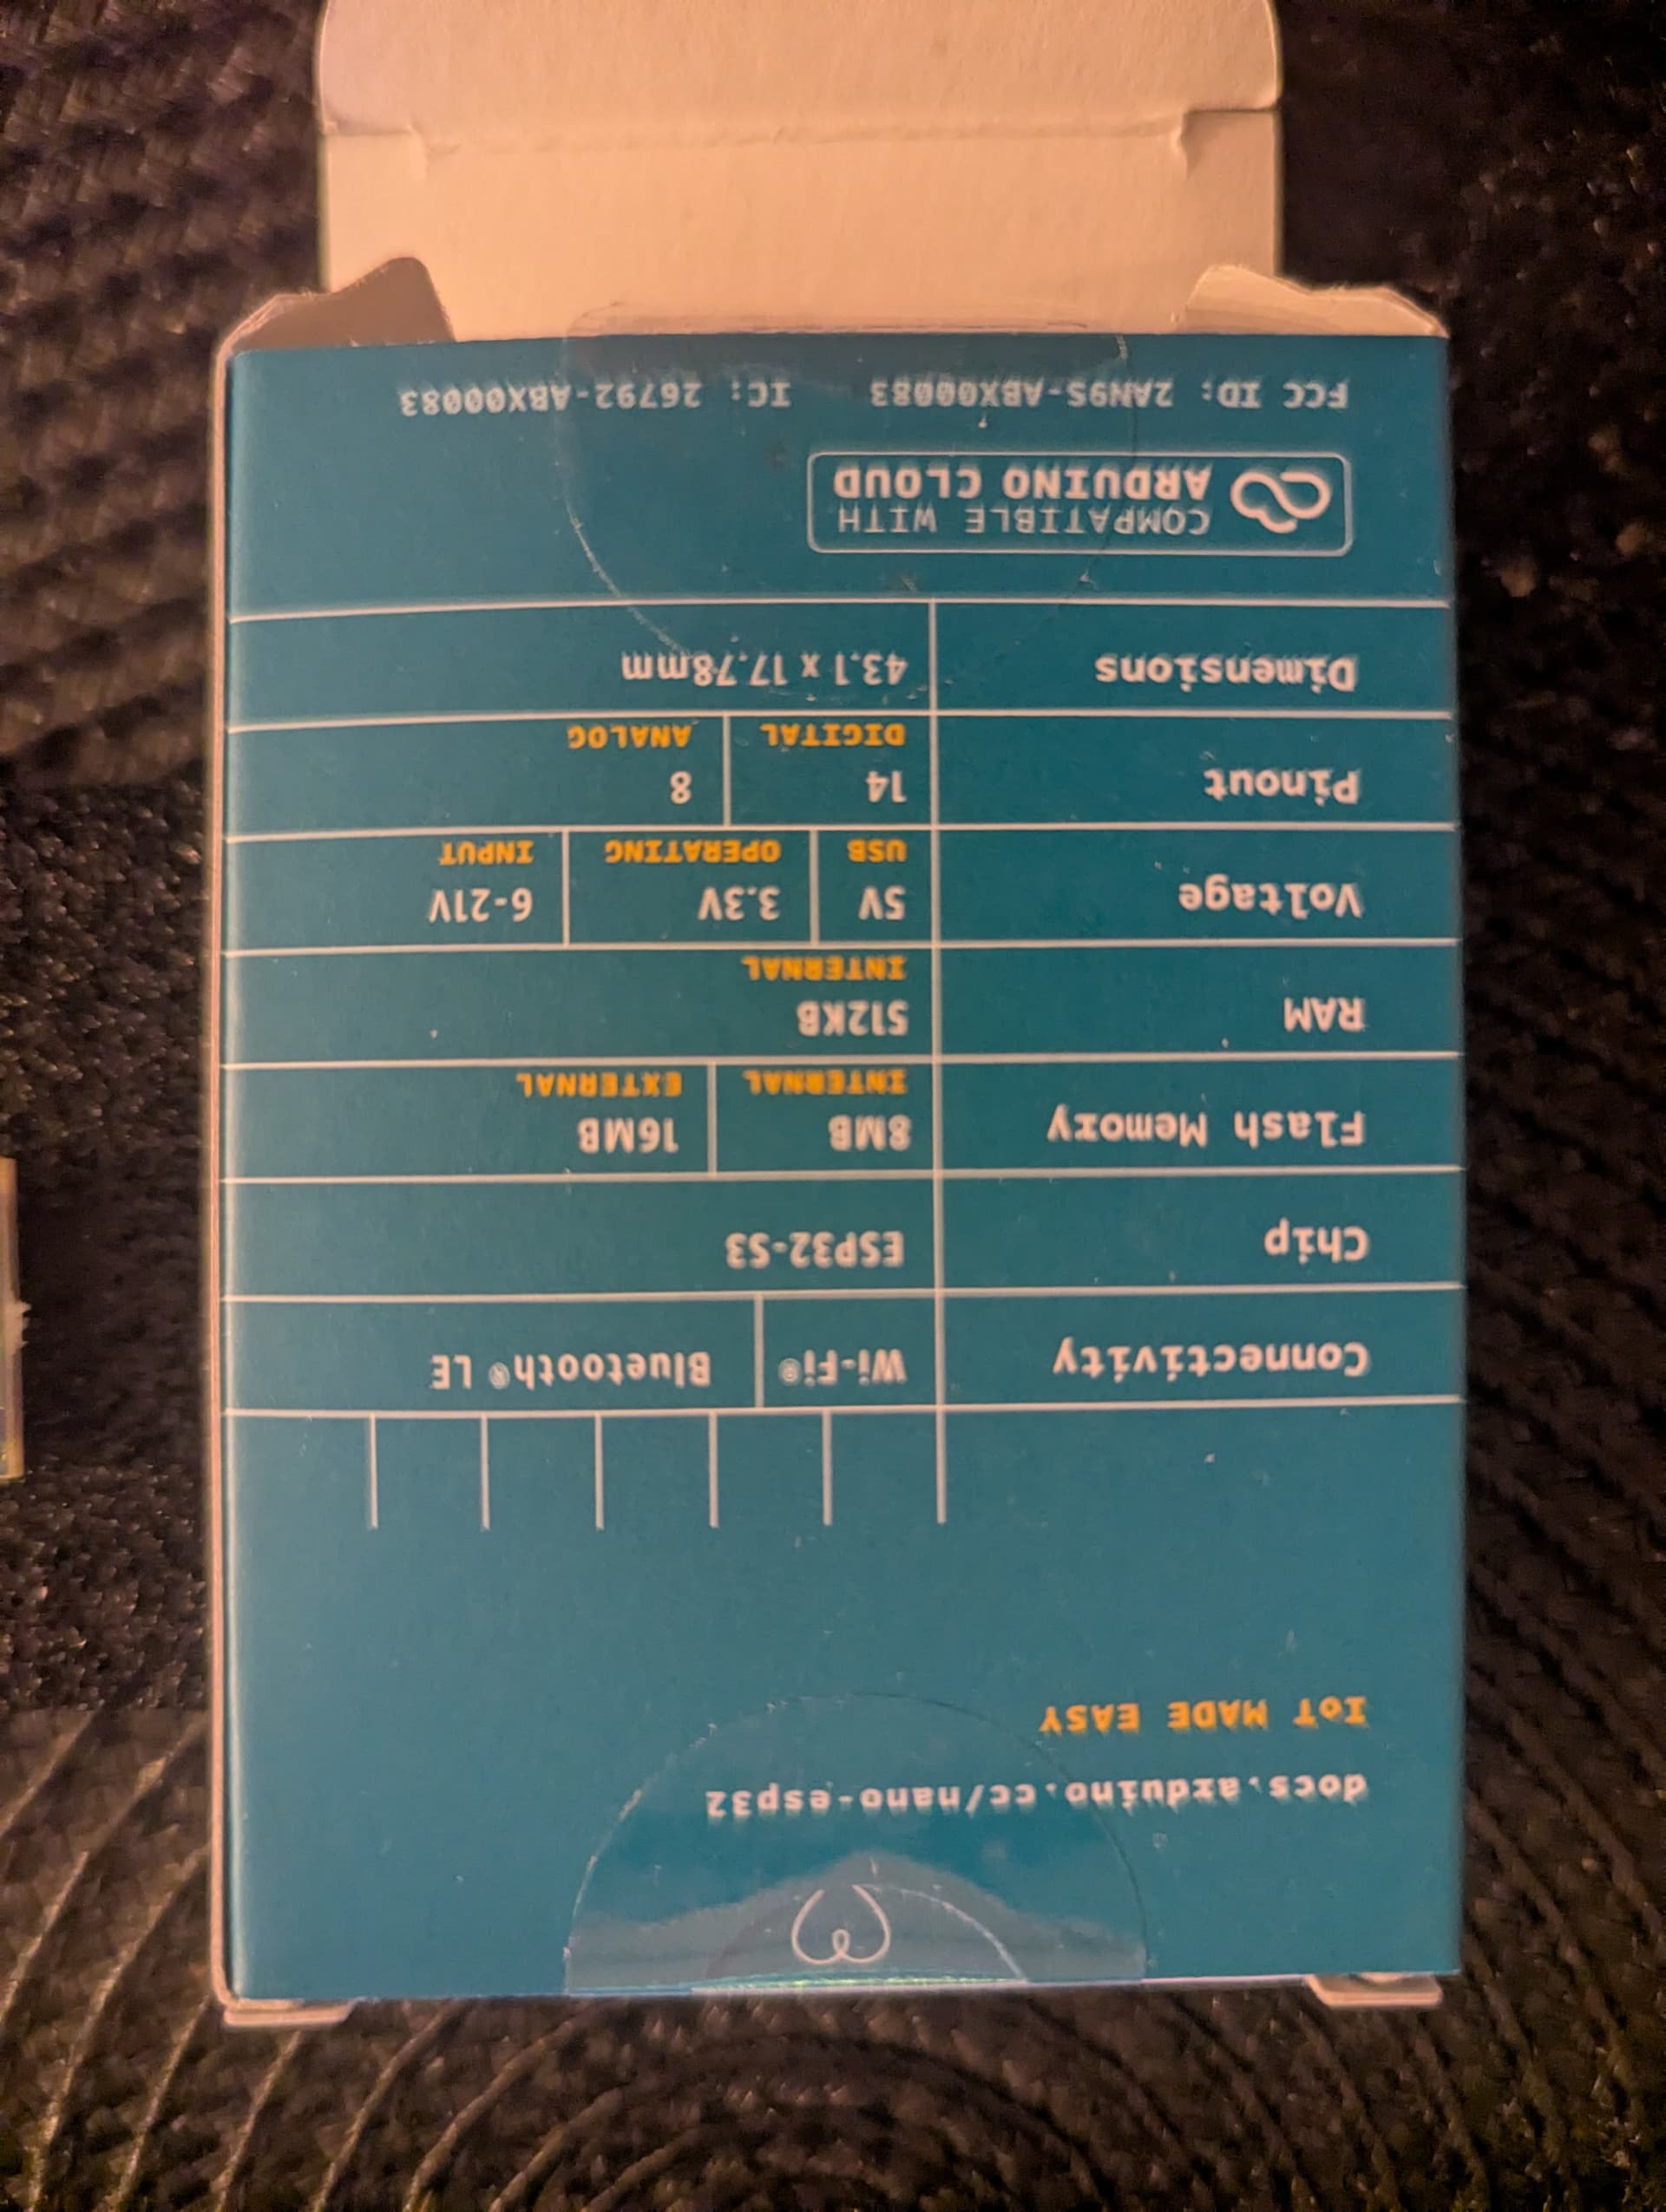 docs.arduino.cc/nano-esp32
IoT MADE EASY
Connectivity Wi-Fi® Bluetooth® LE
Chip ESP32-S3
Flash Memory 8MB 16MB
INTERNAL EXTERNAL
RAM 512KB
INTERNAL
Voltage 5V 3.3V 6-21V
USB OPERATING INPUT
Pinout 14 8
DIGITAL ANALOG
Dimensions 43.1 x 17.78mm
COMPATIBLE WITH
ARDUINO CLOUD
FCC ID: 2AN9S-ABX00083 IC: 26792-ABX00083